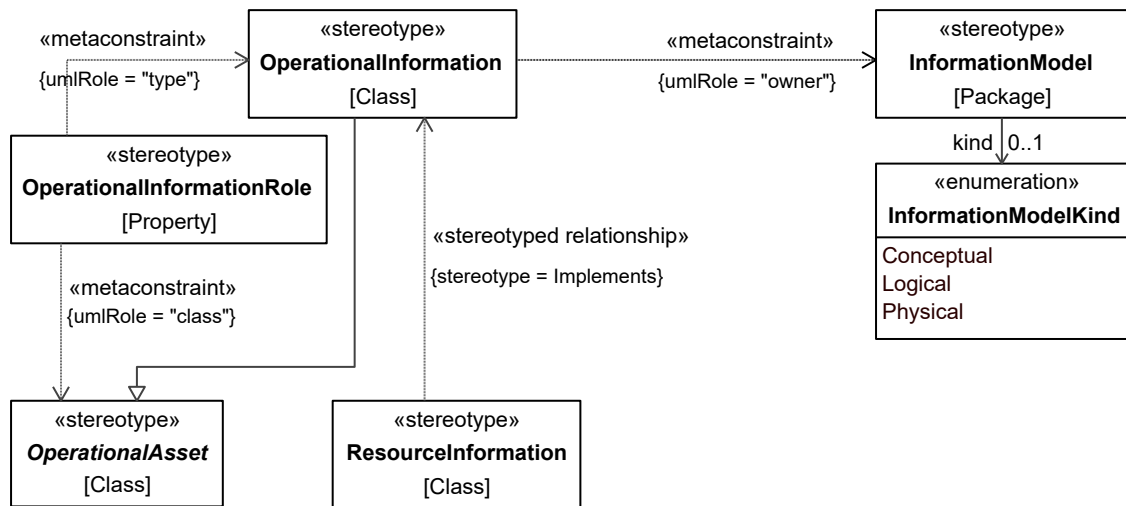 «stereotype»
OperationalInformation
[Class]
«metaconstraint»
{umlRole = "type"}
«metaconstraint»
{umlRole = "owner"}
«stereotype»
InformationModel
[Package]
kind 0..1
«stereotype»
OperationalInformationRole
[Property]
«enumeration»
InformationModelKind
Conceptual
Logical
Physical
«stereotyped relationship»
{stereotype = Implements}
«metaconstraint»
{umlRole = "class"}
«stereotype»
OperationalAsset
[Class]
«stereotype»
ResourceInformation
[Class]